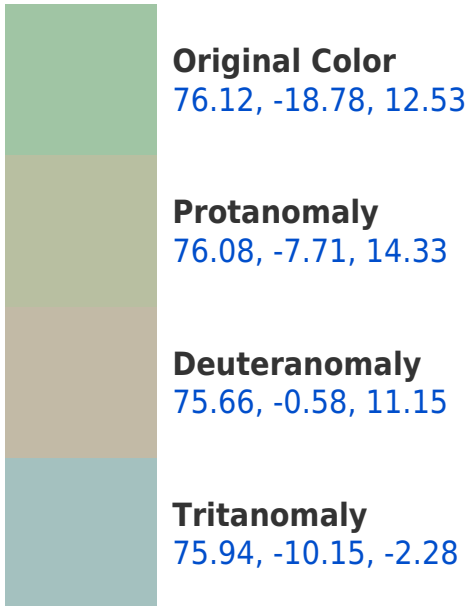 Original Color
76.12, -18.78, 12.53
Protanomaly
76.08, -7.71, 14.33
Deuteranomaly
75.66, -0.58, 11.15
Tritanomaly
75.94, -10.15, -2.28